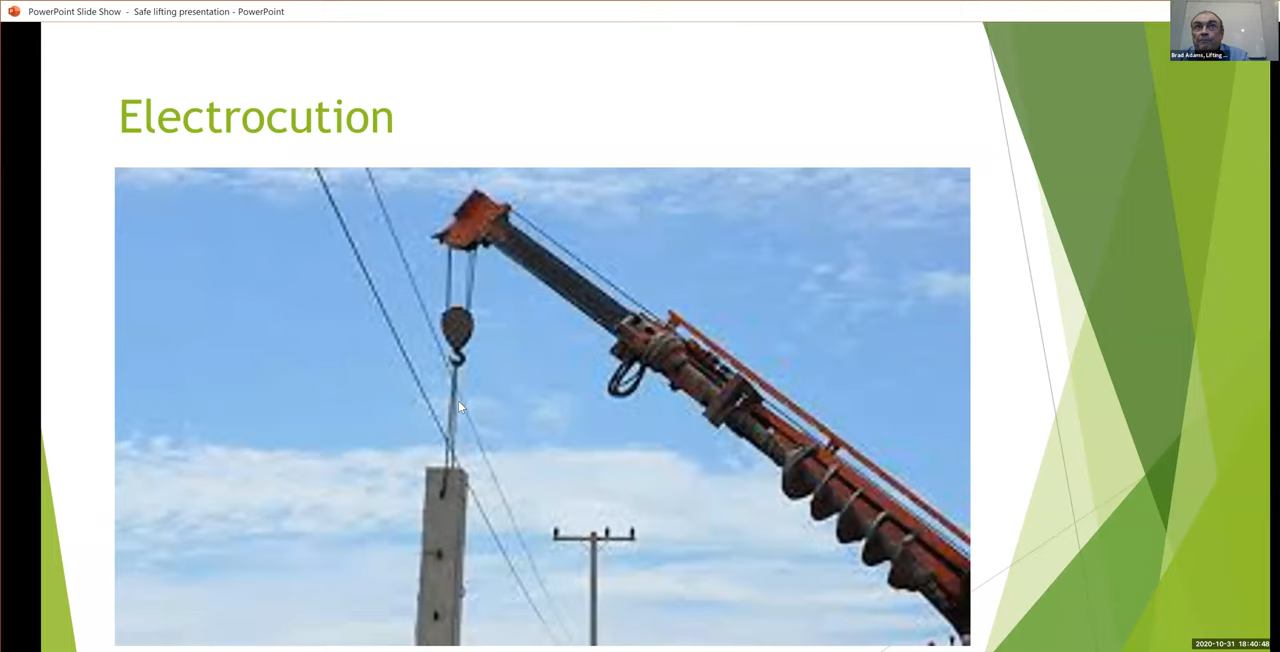 PowerPoint Slide Show - Safe lifting presentation - PowerPoint
Brad Adams, Lifting ...
Electrocution
2020-10-31 18:40:48